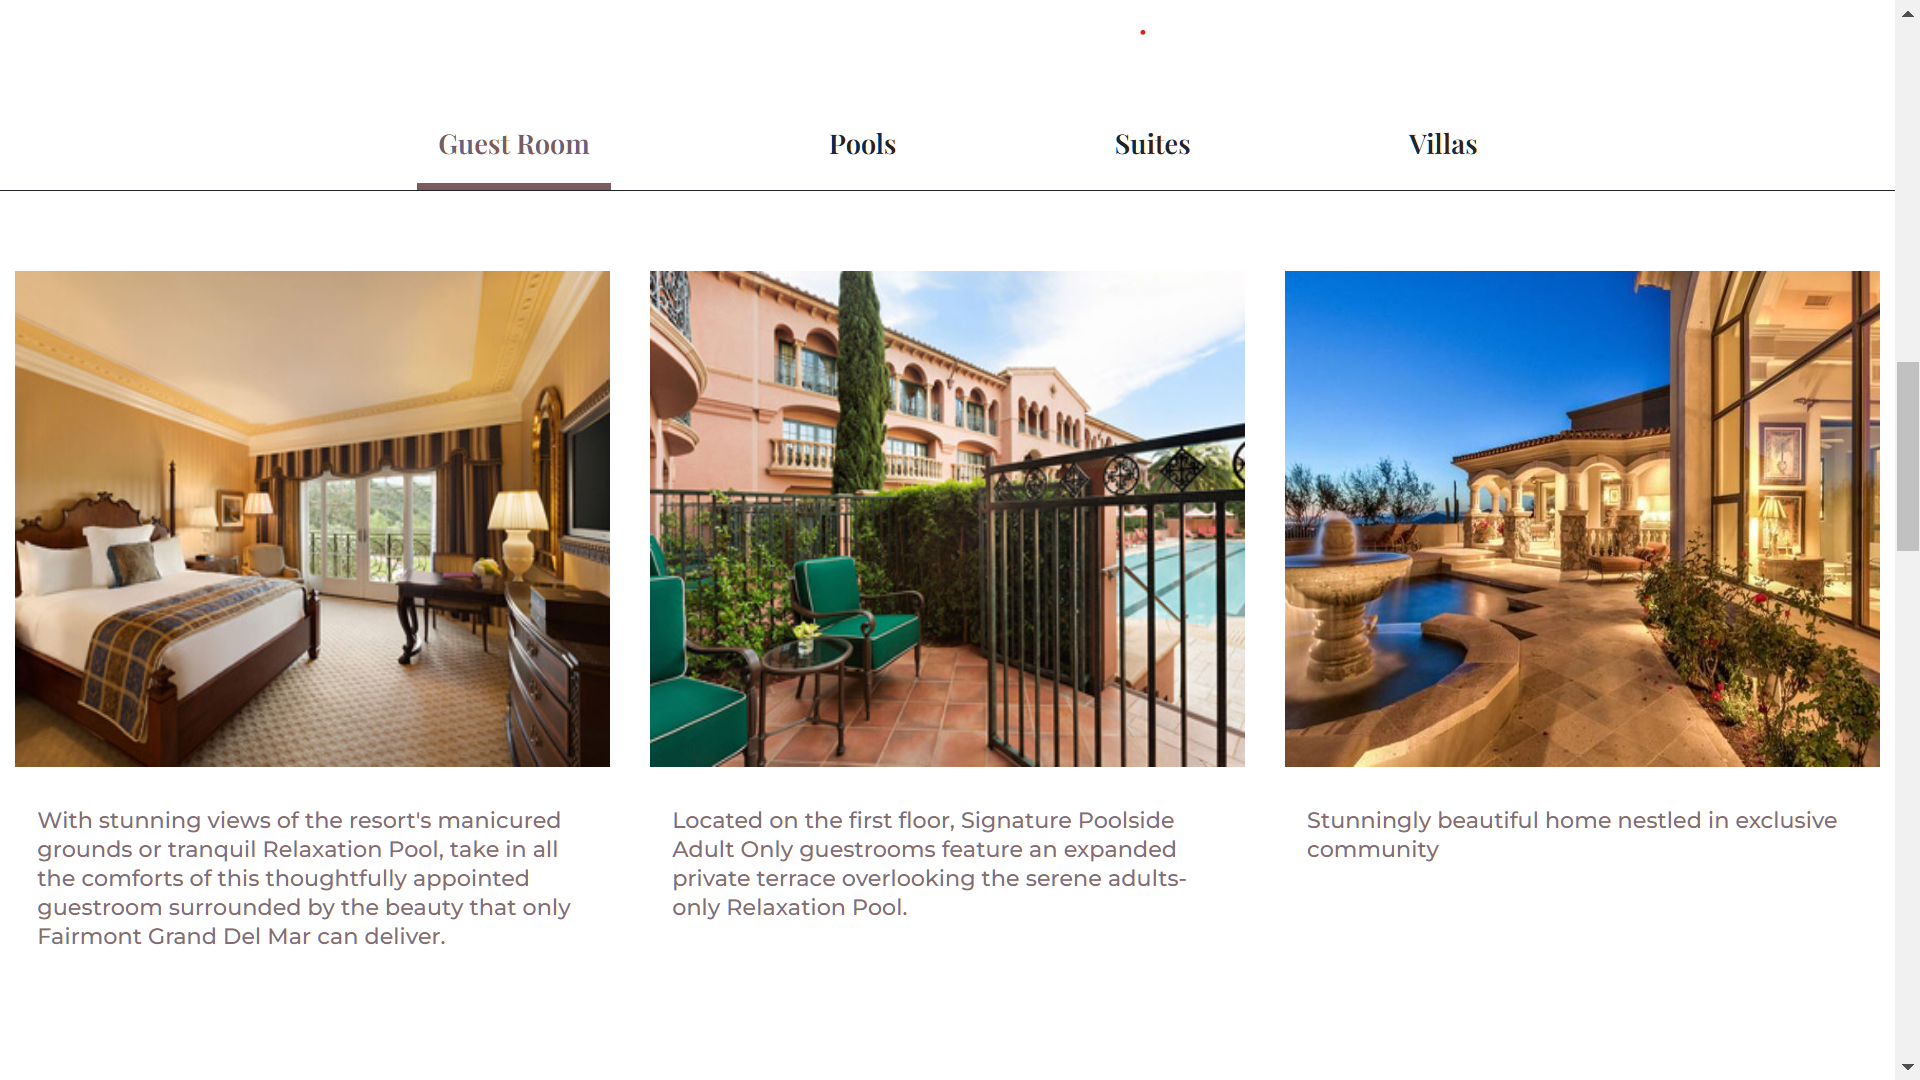 Guest Room
Pools
Suites
Villas
With stunning views of the resort's manicured
grounds or tranquil Relaxation Pool, take in all
the comforts of this thoughtfully appointed
guestroom surrounded by the beauty that only
Fairmont Grand Del Mar can deliver.
Located on the first floor, Signature Poolside
Adult Only guestrooms feature an expanded
private terrace overlooking the serene adults-
only Relaxation Pool.
Stunningly beautiful home nestled in exclusive
community